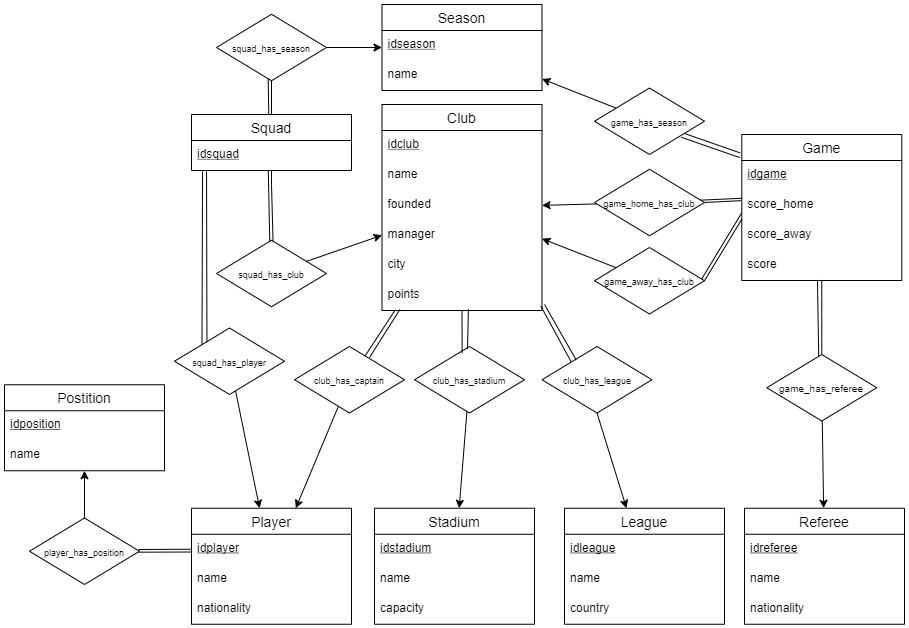 Season
idseason
name
squad_has_season
game_has_season
Squad
idsquad
Club
idclub
name
founded
manager
city
points
Game
idgame
score_home
score_away
score
game_home_has_club
game_away_has_club
squad_has_club
squad_has_player
club_has_captain
club_has_stadium
club_has_league
game_has_referee
Postition
idposition
name
player_has_position
Player
idplayer
name
nationality
Stadium
idstadium
name
capacity
League
idleague
name
country
Referee
idreferee
name
nationality